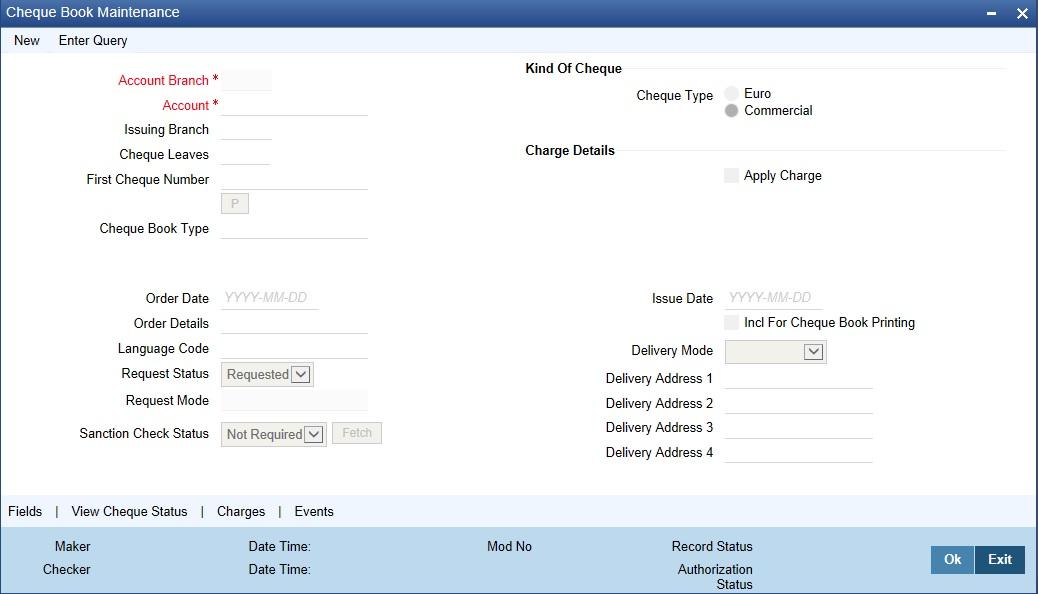 Cheque Book Maintenance
New Enter Query
Account Branch *
Account *
Issuing Branch
Cheque Leaves
First Cheque Number
P
Cheque Book Type
Kind Of Cheque
Cheque Type Euro
Commercial
Charge Details
Apply Charge
Order Date YYYY-MM-DD
Order Details
Language Code
Request Status Requested
Request Mode
Sanction Check Status Not Required Fetch
Issue Date YYYY-MM-DD
Incl For Cheque Book Printing
Delivery Mode
Delivery Address 1
Delivery Address 2
Delivery Address 3
Delivery Address 4
Fields | View Cheque Status | Charges | Events
Maker Date Time: Mod No Record Status
Checker Date Time: Authorization
Status
Ok Exit